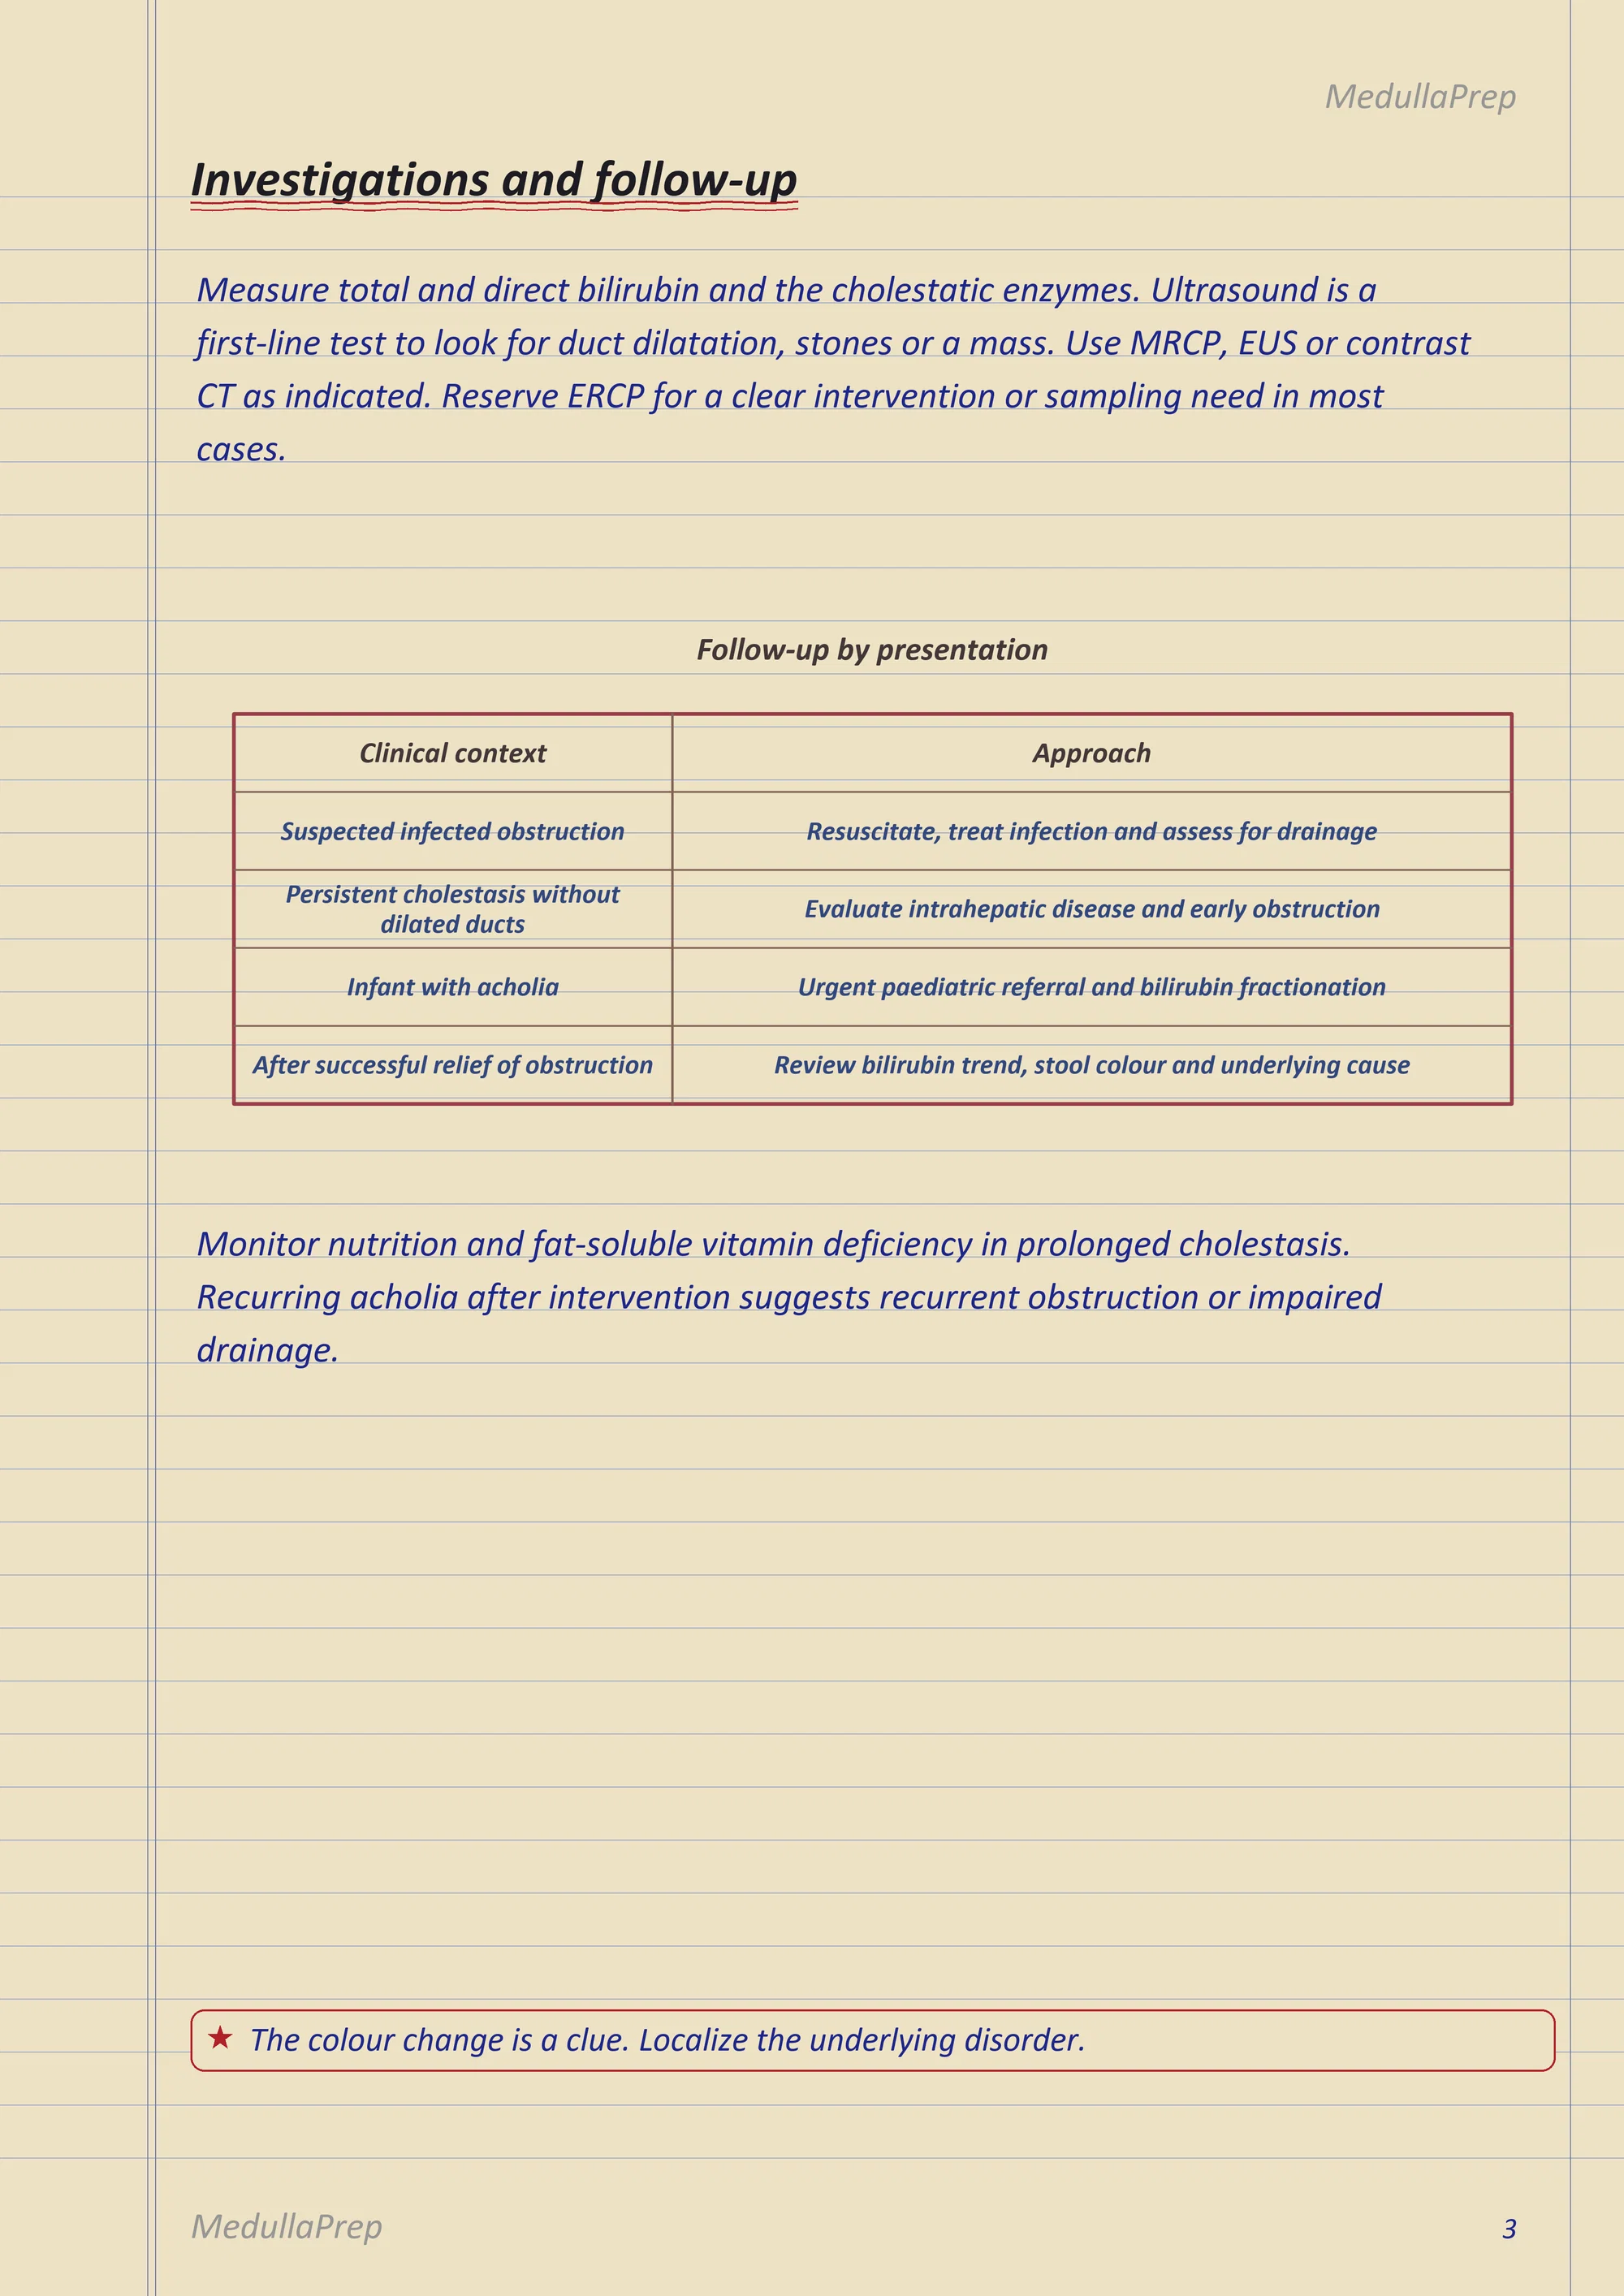 MedullaPrep
Investigations and follow-up
Measure total and direct bilirubin and the cholestatic enzymes. Ultrasound is a
first-line test to look for duct dilatation, stones or a mass. Use MRCP, EUS or contrast
CT as indicated. Reserve ERCP for a clear intervention or sampling need in most
cases.
Follow-up by presentation
Clinical context
Approach
Suspected infected obstruction
Resuscitate, treat infection and assess for drainage
Persistent cholestasis without
dilated ducts
Evaluate intrahepatic disease and early obstruction
Infant with acholia
Urgent paediatric referral and bilirubin fractionation
After successful relief of obstruction
Review bilirubin trend, stool colour and underlying cause
Monitor nutrition and fat-soluble vitamin deficiency in prolonged cholestasis.
Recurring acholia after intervention suggests recurrent obstruction or impaired
drainage.
★ The colour change is a clue. Localize the underlying disorder.
MedullaPrep
3